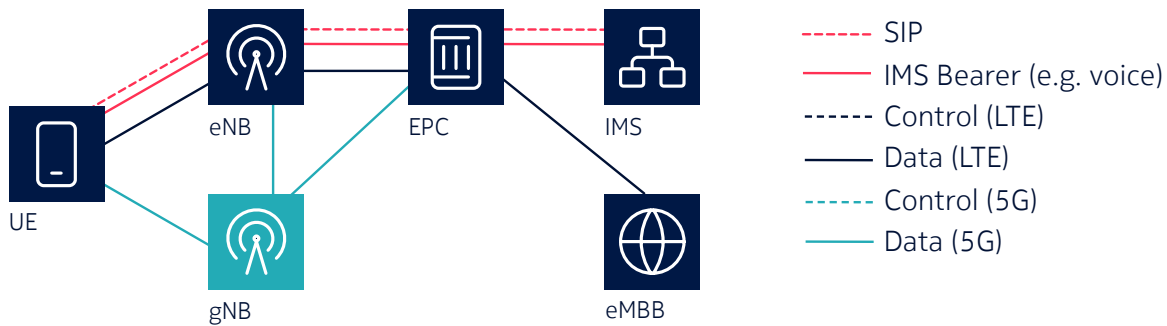 eNB
EPC
IMS
UE
gNB
eMBB
SIP
IMS Bearer (e.g. voice)
Control (LTE)
Data (LTE)
Control (5G)
Data (5G)